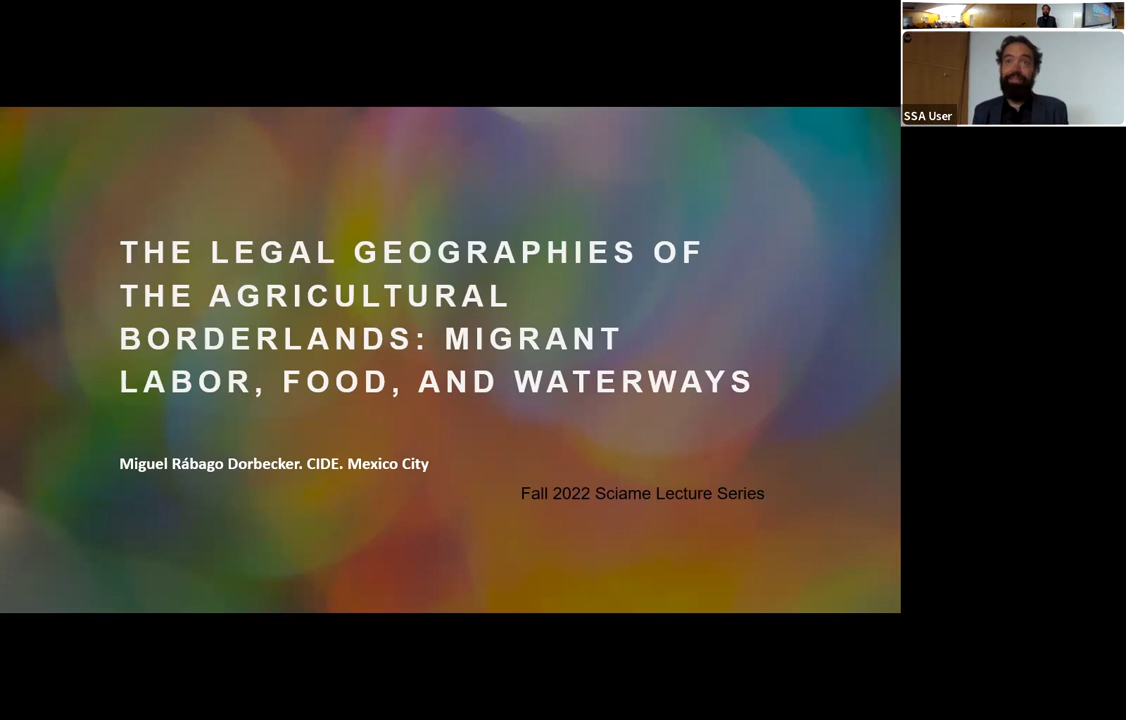 THE LEGAL GEOGRAPHIES OF
THE AGRICULTURAL
BORDERLANDS: MIGRANT
LABOR, FOOD, AND WATERWAYS
Miguel Rábago Dorbecker. CIDE. Mexico City
Fall 2022 Sciame Lecture Series
SSA User